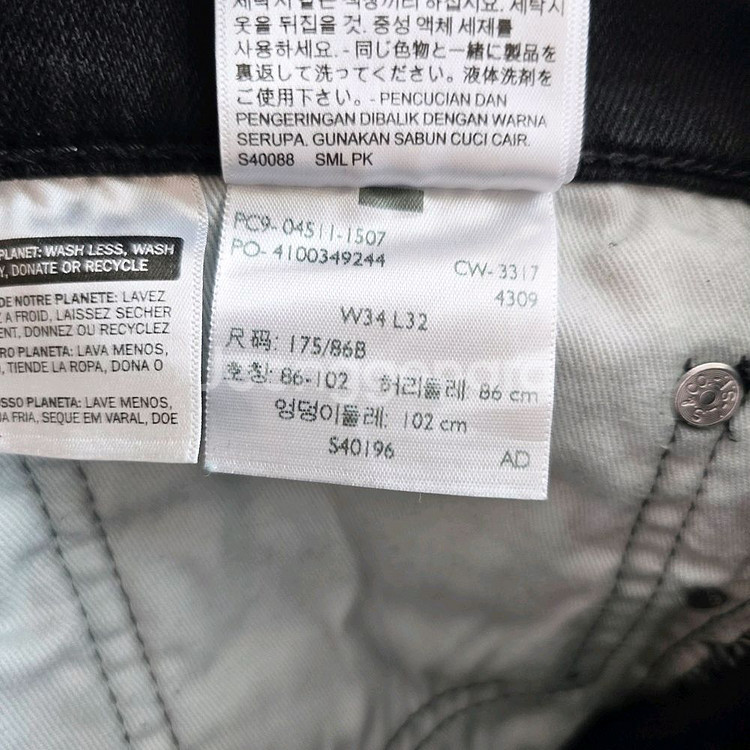 옷을 뒤집을 것. 중성 액체 세제를
사용하세요. - 同じ色物と一緒に製品を
裏返して洗ってください。液体洗剤を
ご使用下さい。- PENCUCIAN DAN
PENGERINGAN DIBALIK DENGAN WARNA
SERUPA. GUNAKAN SABUN CUCI CAIR.
S40088 SML PK
PLANET: WASH LESS, WASH
Y, DONATE OR RECYCLE
DE NOTRE PLANETE: LAVEZ
Z A FROID, LAISSEZ SECHER
ENT, DONNEZ OU RECYCLEZ
RO PLANETA: LAVA MENOS,
, TIENDE LA ROPA, DONA O
SSO PLANETA: LAVE MENOS,
A FRIA, SEQUE EM VARAL, DOE
PC9- 04511-1507
PO- 4100349244
CW- 3317
4309
W34 L32
尺码: 175/86B
호칭: 86-102 허리둘레: 86 cm
엉덩이둘레: 102 cm
S40196
AD